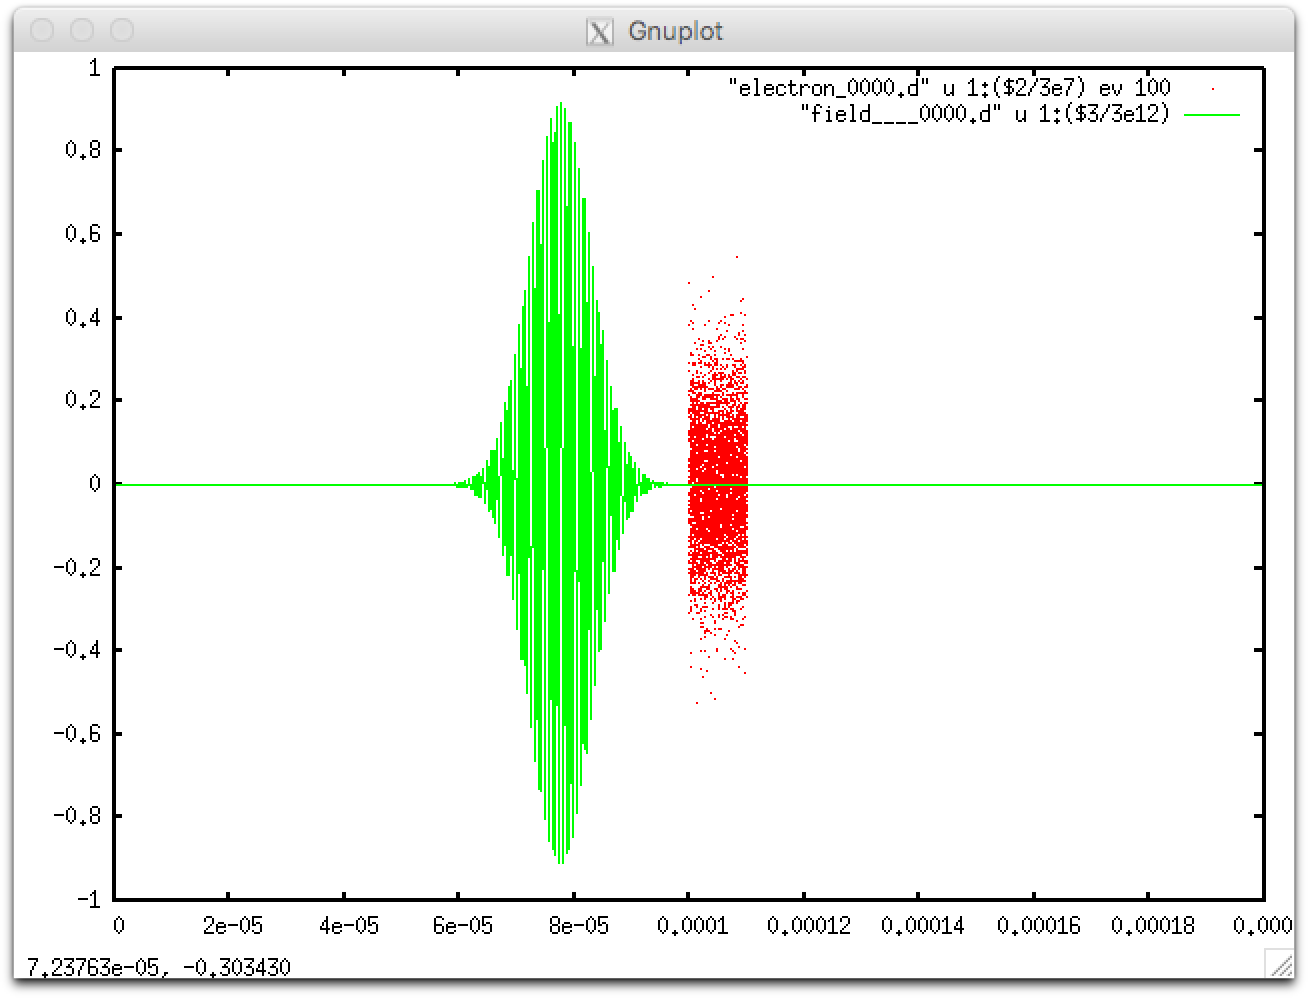 Gnuplot
1
"electron_0000.d" u 1:($2/3e7) ev 100
"field____0000.d" u 1:($3/3e12)
0.8
0.6
0.4
0.2
0
-0.2
-0.4
-0.6
-0.8
-1
0 2e-05 4e-05 6e-05 8e-05 0.0001 0.00012 0.00014 0.00016 0.00018 0.000
7.23763e-05, -0.303430